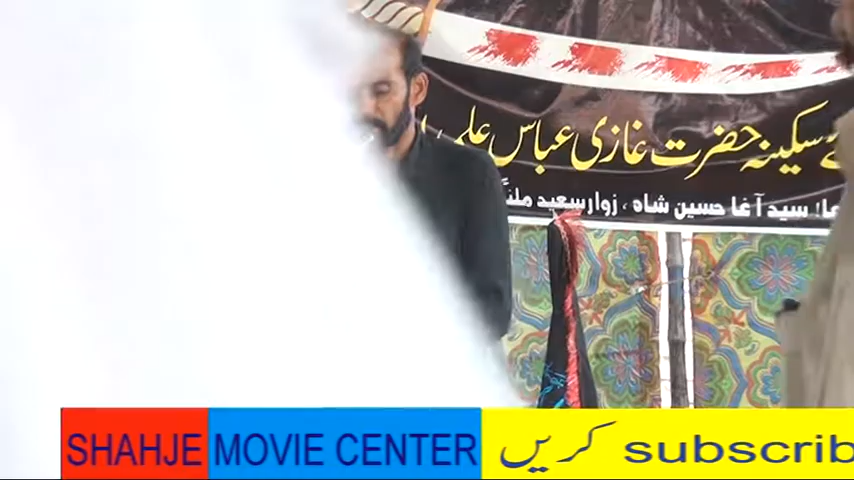 سکینہ حضرت غازی عباس علی
سید آغا حسین شاہ ، زوار سعید
SHAHJE MOVIE CENTER کریں subscrib